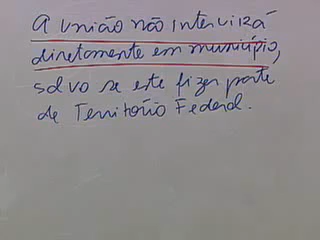 A União não intervirá
diretamente em município,
salvo se este fizer parte
de Território Federal.